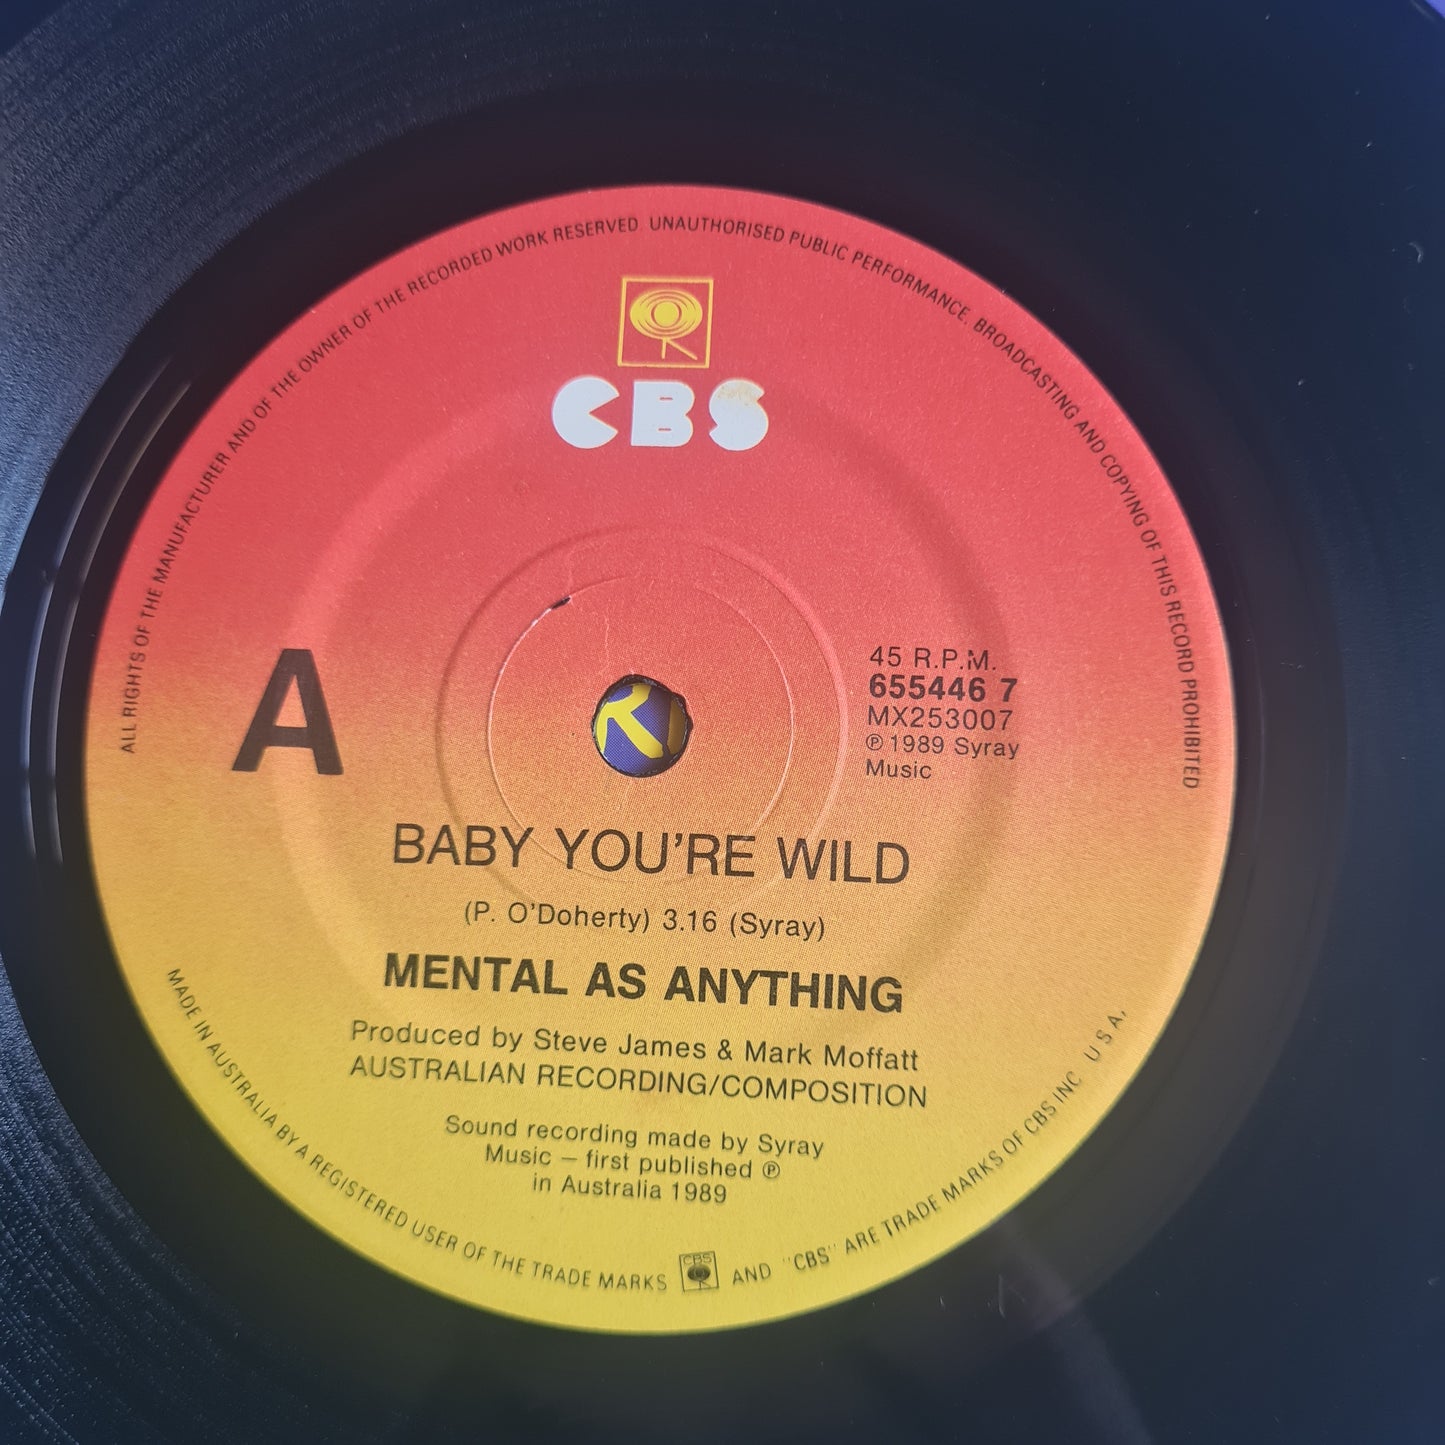 ALL RIGHTS OF THE MANUFACTURER AND OF THE OWNER OF THE RECORDED WORK RESERVED. UNAUTHORISED PUBLIC PERFORMANCE, BROADCASTING AND COPYING OF THIS RECORD PROHIBITED
CBS
A
45 R.P.M.
655446 7
MX253007
℗ 1989 Syray
Music
BABY YOU'RE WILD
(P. O'Doherty) 3.16 (Syray)
MENTAL AS ANYTHING
Produced by Steve James & Mark Moffatt
AUSTRALIAN RECORDING/COMPOSITION
Sound recording made by Syray
Music – first published ℗
in Australia 1989
MADE IN AUSTRALIA BY A REGISTERED USER OF THE TRADE MARKS CBS AND "CBS" ARE TRADE MARKS OF CBS INC U S A,